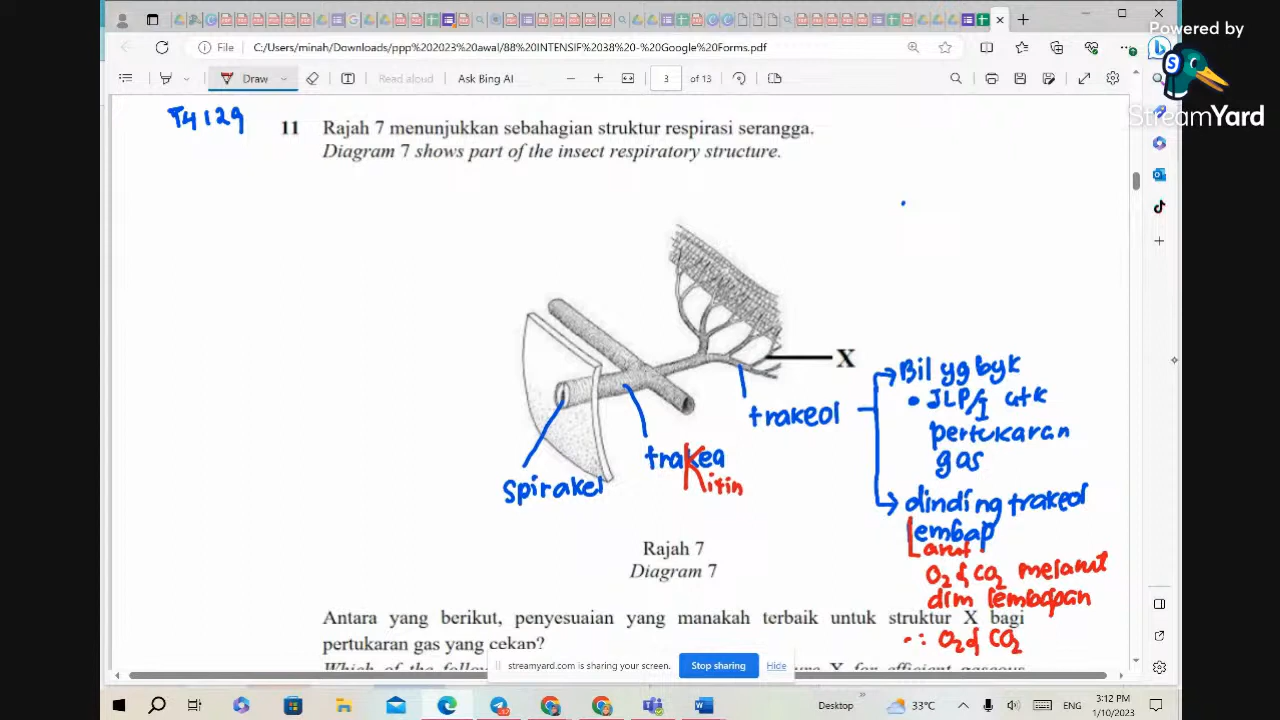 Powered by
StreamYard
File
C:/Users/minah/Downloads/ppp%202023%20awal/88%20INTENSIF%2038%20-%20Google%20Forms.pdf
Draw
Read aloud
Ask Bing AI
3
of 13
T4 129
11 Rajah 7 menunjukkan sebahagian struktur respirasi serangga.
Diagram 7 shows part of the insect respiratory structure.
X
Bil yg byk
• JLP/I utk
pertukaran
gas
trakeol
trakea
Kitin
spirakel
dinding trakeol
lembap
Larut
O2 & CO2 melarut
dlm lembapan
∴ O2 & CO2
Rajah 7
Diagram 7
Antara yang berikut, penyesuaian yang manakah terbaik untuk struktur X bagi
pertukaran gas yang cekap?
streamyard.com is sharing your screen.
Stop sharing
Hide
Desktop
33°C
3:12 PM
1/10/2023